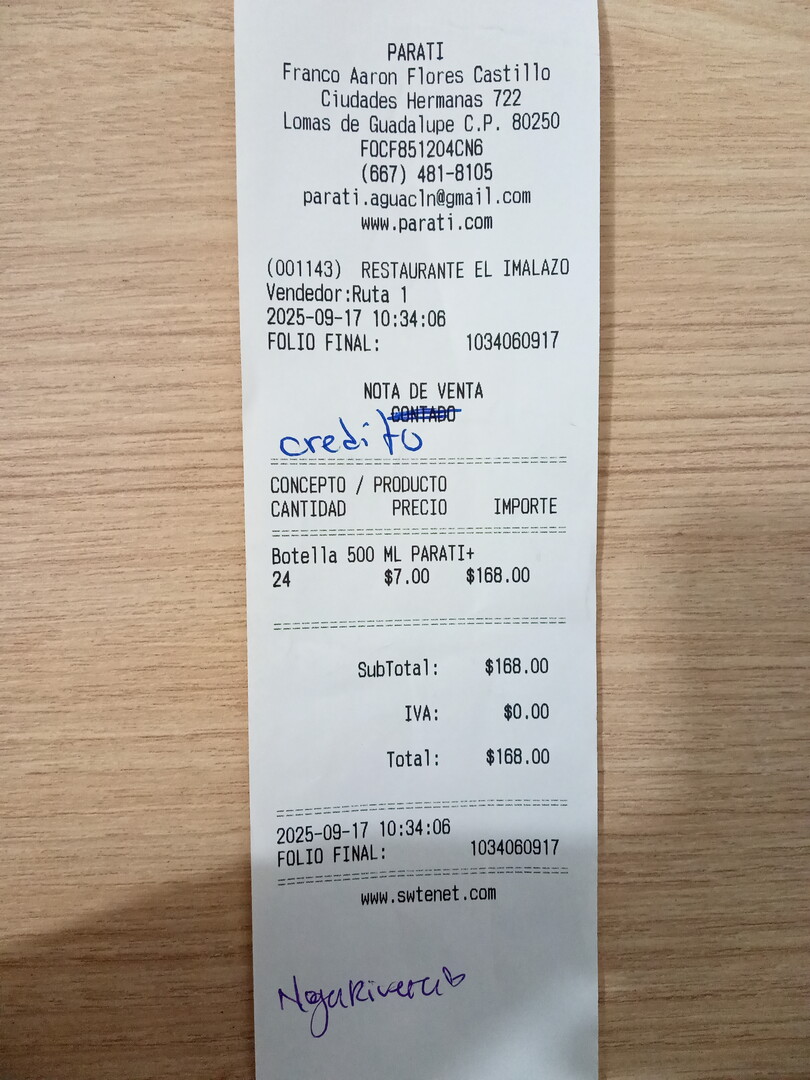 PARATI
Franco Aaron Flores Castillo
Ciudades Hermanas 722
Lomas de Guadalupe C.P. 80250
FOCF851204CN6
(667) 481-8105
parati.aguacln@gmail.com
www.parati.com
(001143) RESTAURANTE EL IMALAZO
Vendedor:Ruta 1
2025-09-17 10:34:06
FOLIO FINAL: 1034060917
NOTA DE VENTA
CONTADO
credito
CONCEPTO / PRODUCTO
CANTIDAD PRECIO IMPORTE
Botella 500 ML PARATI+
24 $7.00 $168.00
SubTotal: $168.00
IVA: $0.00
Total: $168.00
2025-09-17 10:34:06
FOLIO FINAL: 1034060917
www.swtenet.com